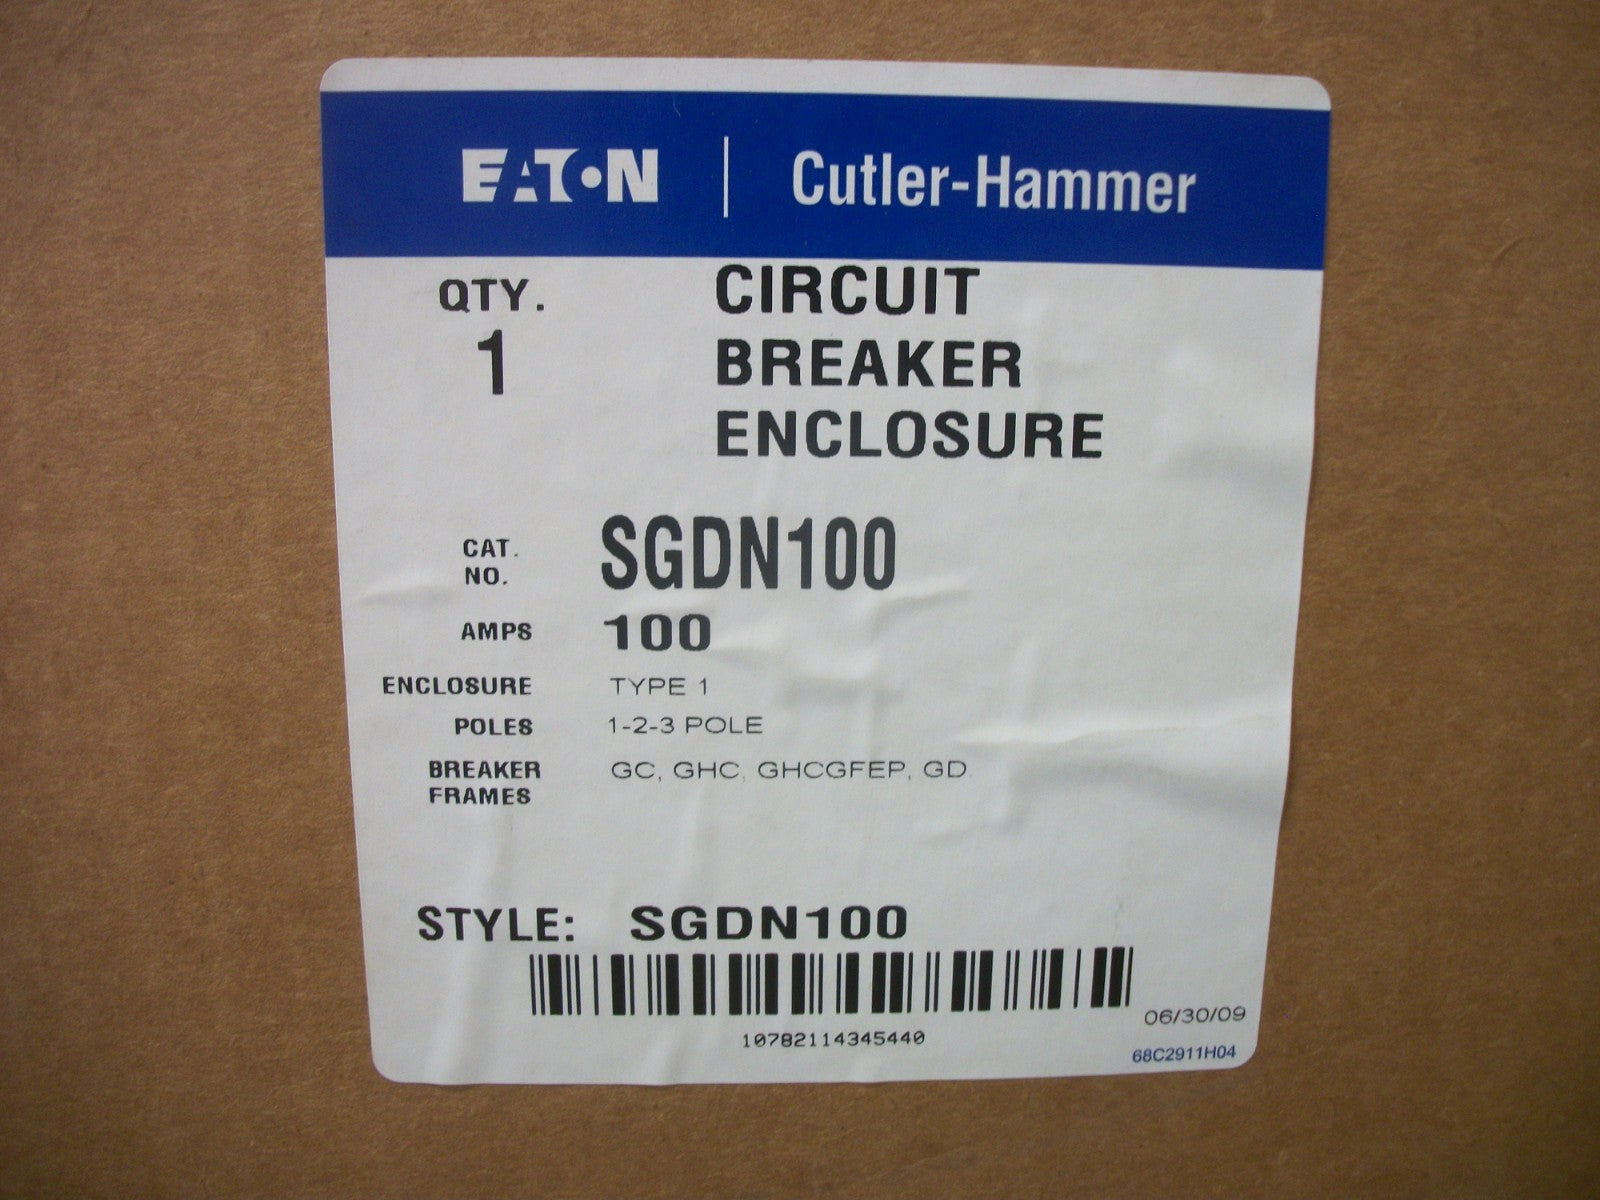 EATON | Cutler-Hammer
QTY.
1
CIRCUIT
BREAKER
ENCLOSURE
CAT. NO. SGDN100
AMPS 100
ENCLOSURE TYPE 1
POLES 1-2-3 POLE
BREAKER FRAMES GC, GHC, GHCGFEP, GD
STYLE: SGDN100
10782114345440
06/30/09
68C2911H04